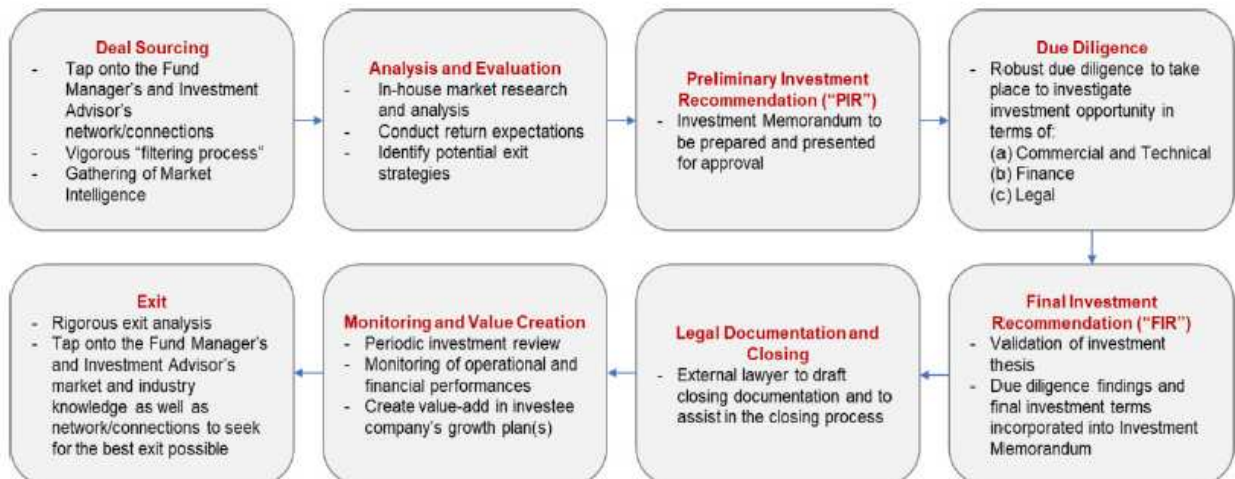 Deal Sourcing
- Tap onto the Fund
Manager's and Investment
Advisor's
network/connections
- Vigorous "filtering process"
- Gathering of Market
Intelligence
Analysis and Evaluation
- In-house market research
and analysis
- Conduct return expectations
- Identify potential exit
strategies
Preliminary Investment
Recommendation ("PIR")
- Investment Memorandum to
be prepared and presented
for approval
Due Diligence
- Robust due diligence to take
place to investigate
investment opportunity in
terms of:
(a) Commercial and Technical
(b) Finance
(c) Legal
Final Investment
Recommendation ("FIR")
- Validation of investment
thesis
- Due diligence findings and
final investment terms
incorporated into Investment
Memorandum
Legal Documentation and
Closing
- External lawyer to draft
closing documentation and to
assist in the closing process
Monitoring and Value Creation
- Periodic investment review
- Monitoring of operational and
financial performances
- Create value-add in investee
company's growth plan(s)
Exit
- Rigorous exit analysis
- Tap onto the Fund Manager's
and Investment Advisor's
market and industry
knowledge as well as
network/connections to seek
for the best exit possible